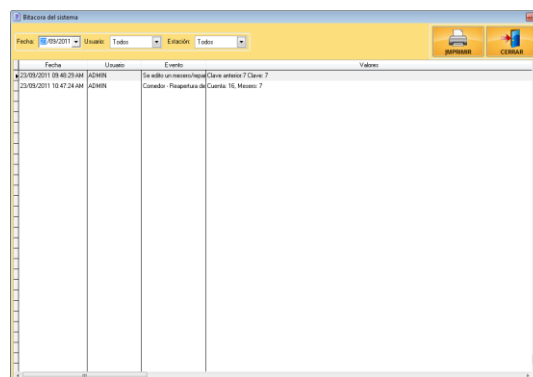 Bitacora del sistema
Fecha: 23/09/2011 Usuario: Todos Estación: Todos
IMPRIMIR CERRAR
Fecha Usuario Evento Valores
23/09/2011 09:48:29 AM ADMIN Se edito un mesero/repa Clave anterior 7 Clave: 7
23/09/2011 10:47:24 AM ADMIN Comedor - Reapertura de Cuenta: 16, Mesero: 7